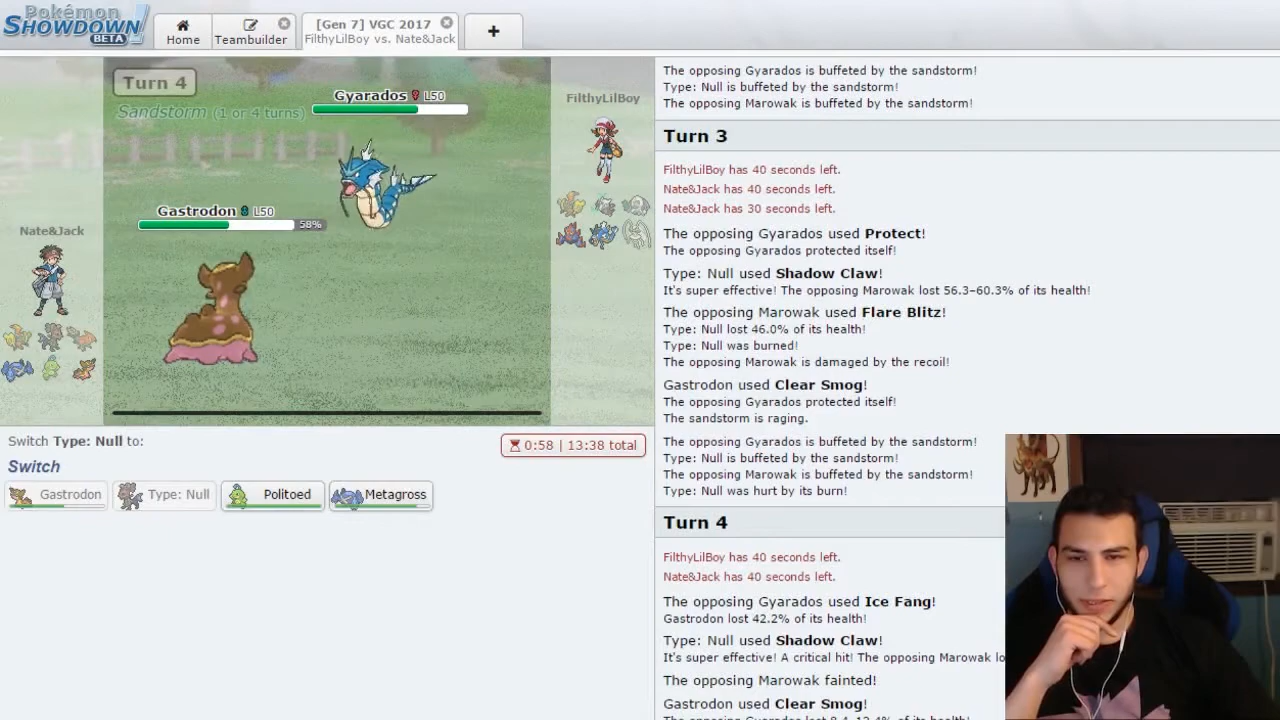 Pokémon
SHOWDOWN!
BETA
Home
Teambuilder
[Gen 7] VGC 2017
FilthyLilBoy vs. Nate&Jack
+
Turn 4
Sandstorm (1 or 4 turns)
Gyarados L50
Gastrodon L50
58%
Nate&Jack
FilthyLilBoy
Switch Type: Null to:
0:58 | 13:38 total
Switch
Gastrodon
Type: Null
Politoed
Metagross
The opposing Gyarados is buffeted by the sandstorm!
Type: Null is buffeted by the sandstorm!
The opposing Marowak is buffeted by the sandstorm!
Turn 3
FilthyLilBoy has 40 seconds left.
Nate&Jack has 40 seconds left.
Nate&Jack has 30 seconds left.
The opposing Gyarados used Protect!
The opposing Gyarados protected itself!
Type: Null used Shadow Claw!
It's super effective! The opposing Marowak lost 56.3–60.3% of its health!
The opposing Marowak used Flare Blitz!
Type: Null lost 46.0% of its health!
Type: Null was burned!
The opposing Marowak is damaged by the recoil!
Gastrodon used Clear Smog!
The opposing Gyarados protected itself!
The sandstorm is raging.
The opposing Gyarados is buffeted by the sandstorm!
Type: Null is buffeted by the sandstorm!
The opposing Marowak is buffeted by the sandstorm!
Type: Null was hurt by its burn!
Turn 4
FilthyLilBoy has 40 seconds left.
Nate&Jack has 40 seconds left.
The opposing Gyarados used Ice Fang!
Gastrodon lost 42.2% of its health!
Type: Null used Shadow Claw!
It's super effective! A critical hit! The opposing Marowak lo
The opposing Marowak fainted!
Gastrodon used Clear Smog!
The opposing Gyarados lost 8.4–12.4% of its health!